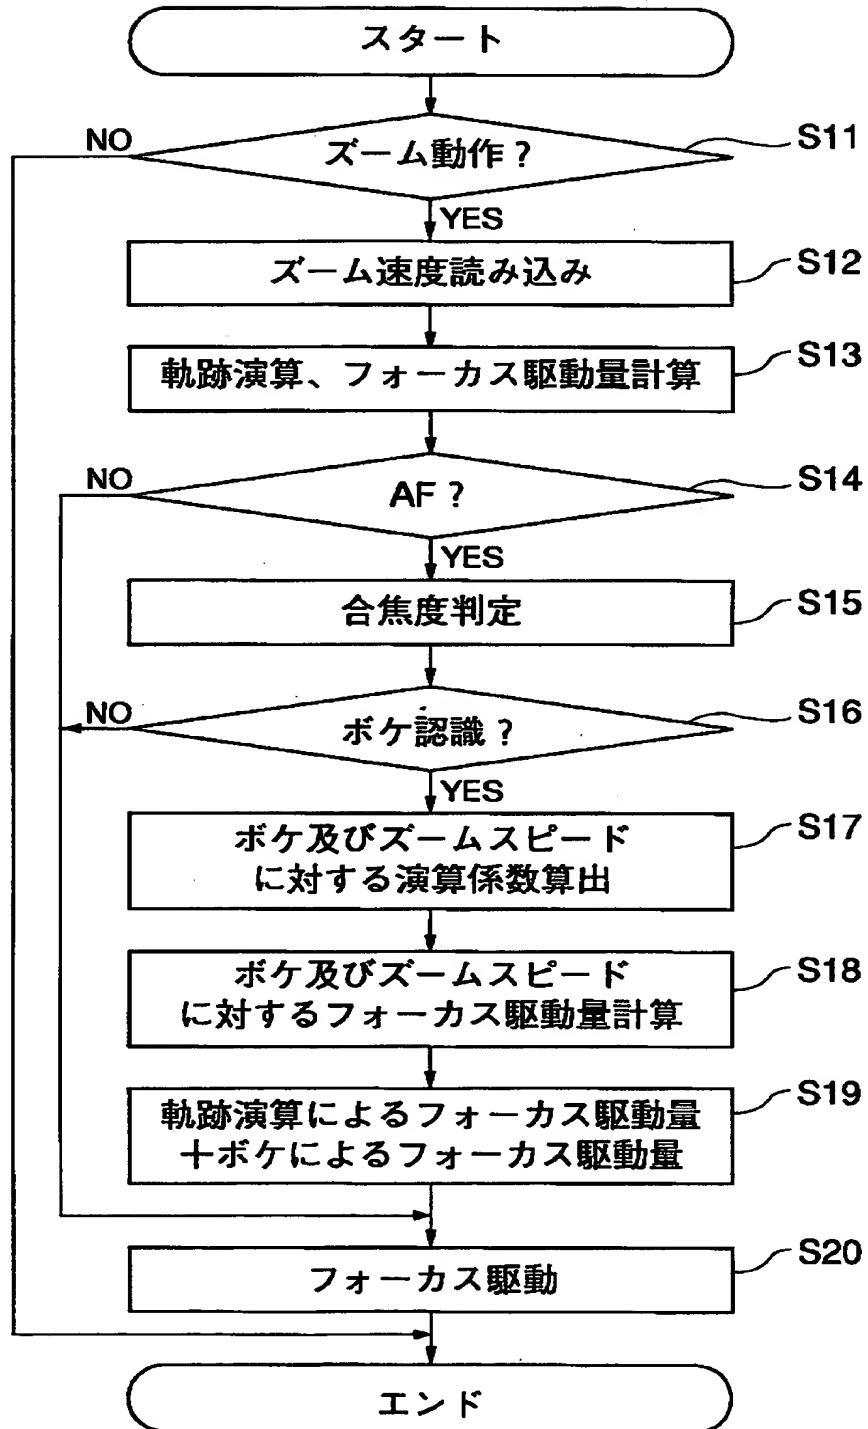 スタート
NO
ズーム動作?
S11
YES
ズーム速度読み込み
S12
軌跡演算、フォーカス駆動量計算
S13
NO
AF?
S14
YES
合焦度判定
S15
NO
ボケ認識?
S16
YES
ボケ及びズームスピード
に対する演算係数算出
S17
ボケ及びズームスピード
に対するフォーカス駆動量計算
S18
軌跡演算によるフォーカス駆動量
+ボケによるフォーカス駆動量
S19
フォーカス駆動
S20
エンド